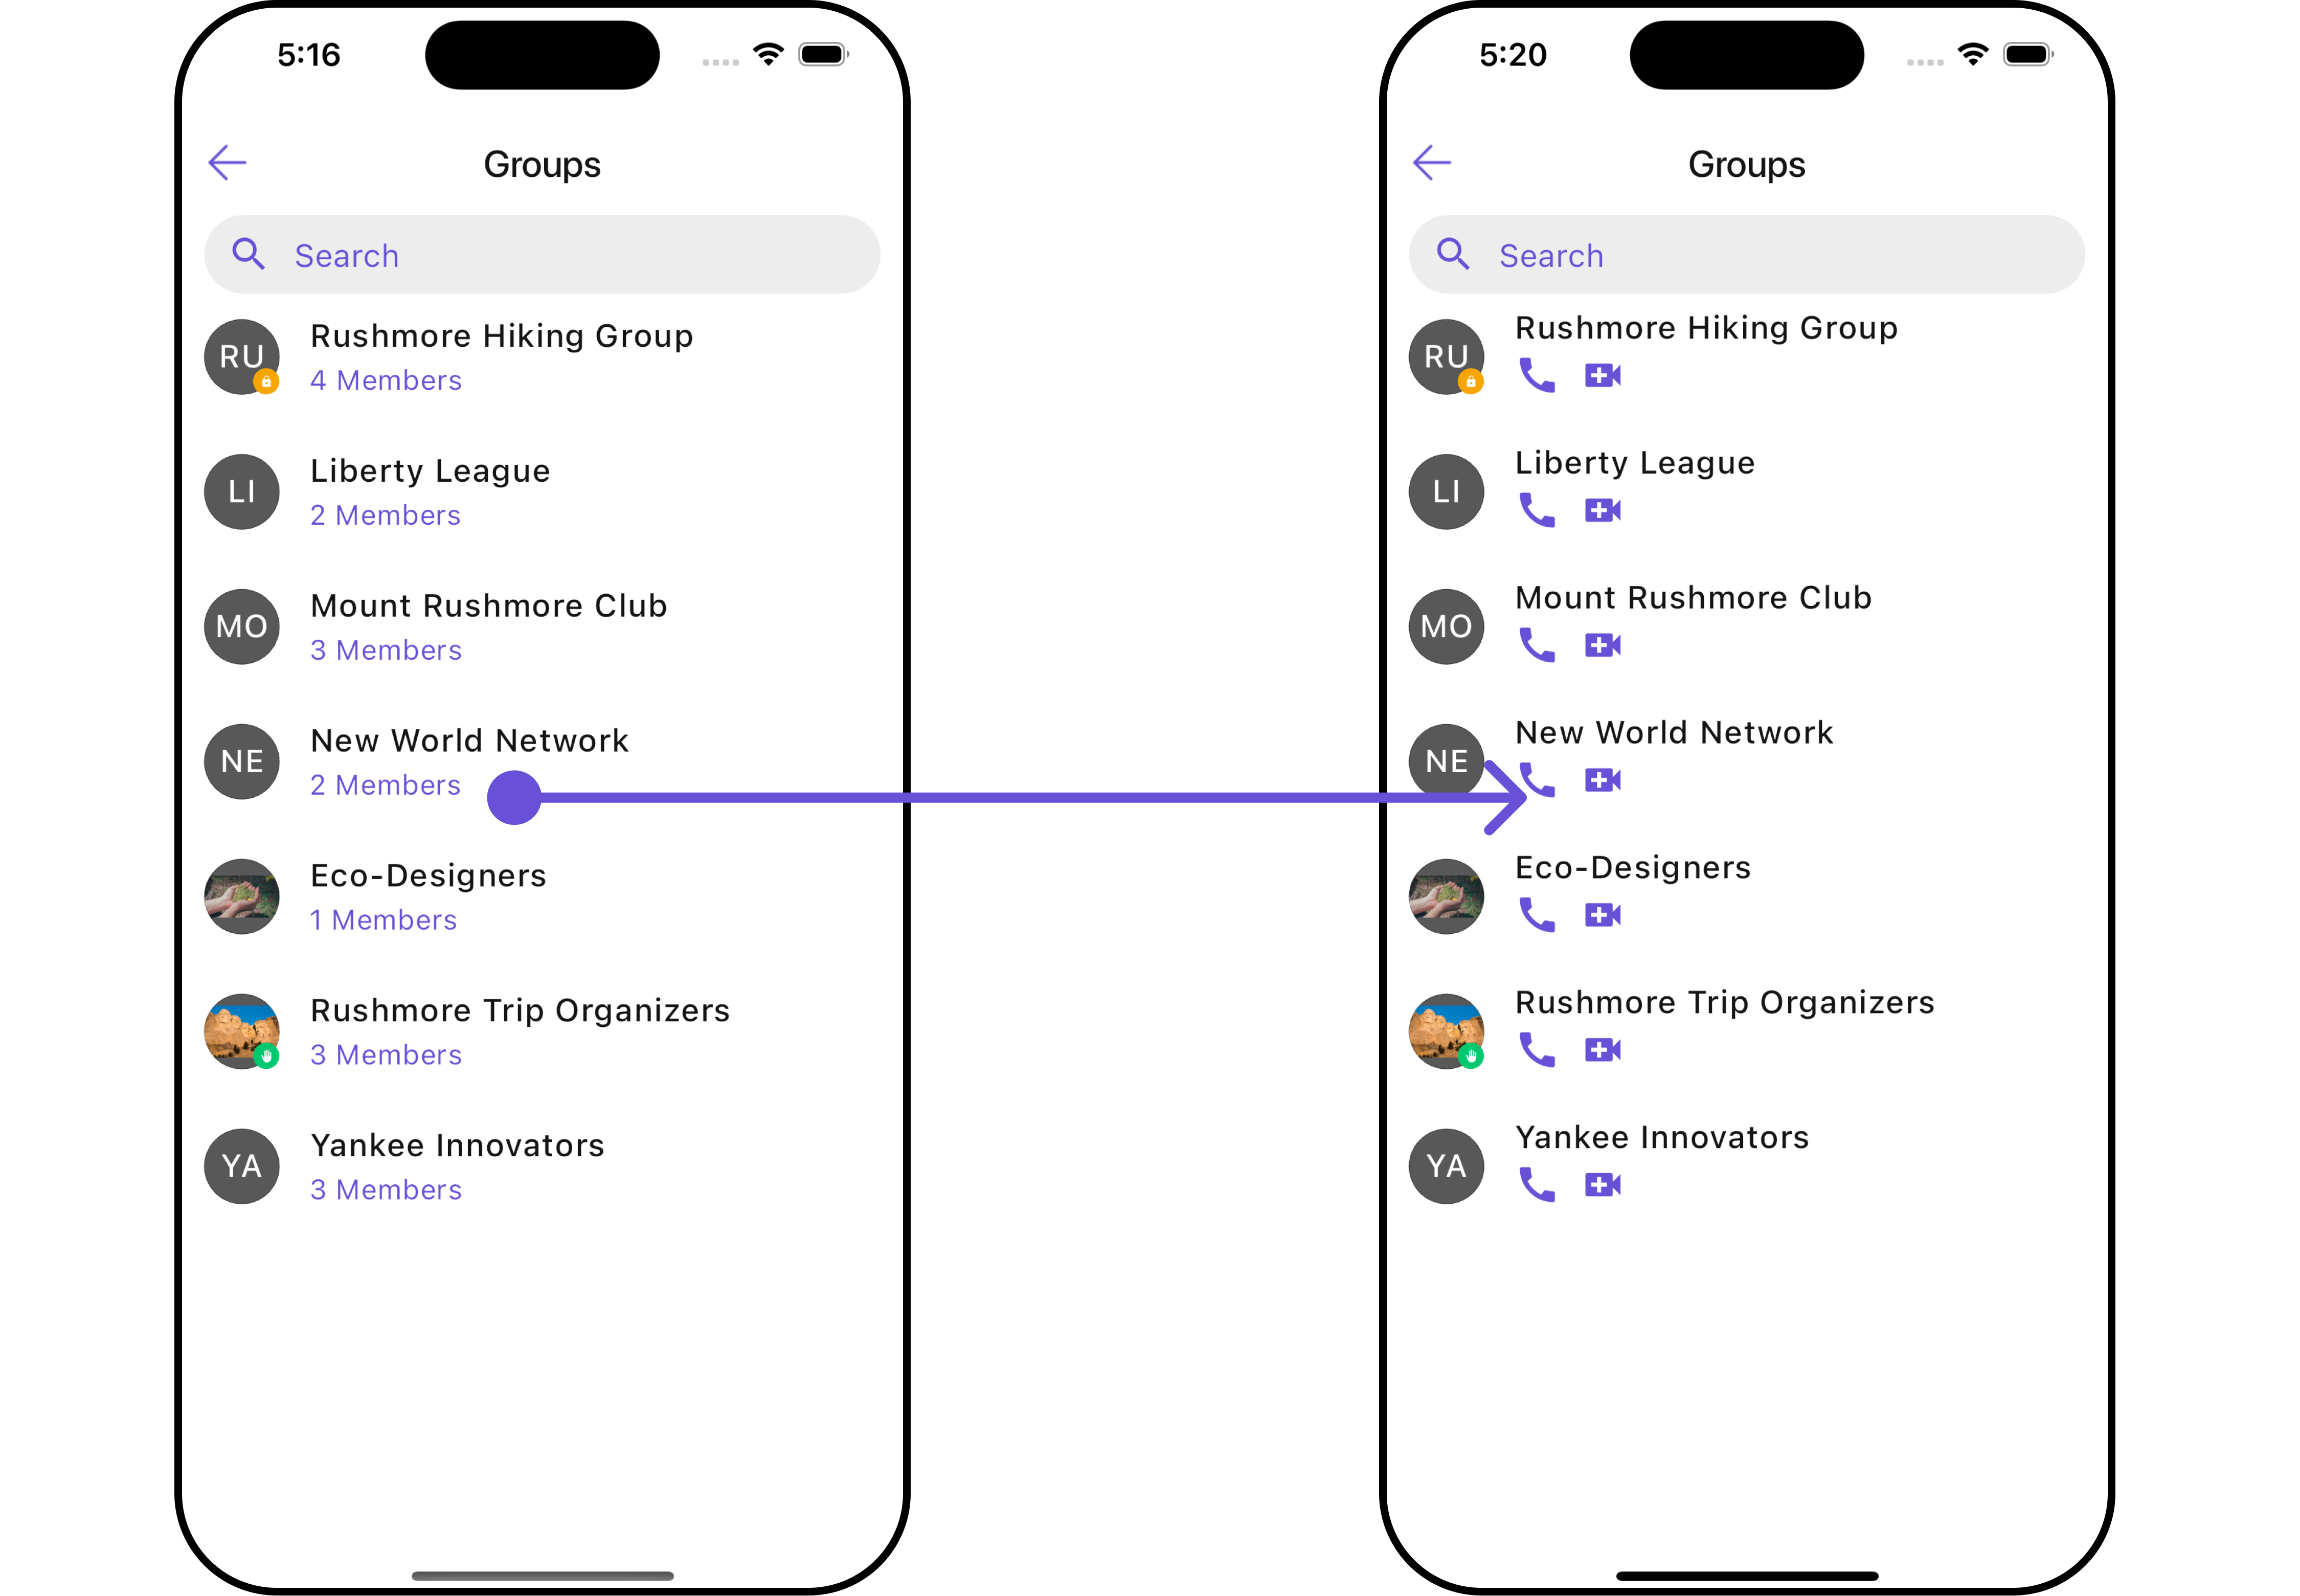 5:16
Groups
Search
RU
Rushmore Hiking Group
4 Members
LI
Liberty League
2 Members
MO
Mount Rushmore Club
3 Members
NE
New World Network
2 Members
Eco-Designers
1 Members
Rushmore Trip Organizers
3 Members
YA
Yankee Innovators
3 Members
5:20
Groups
Search
RU
Rushmore Hiking Group
LI
Liberty League
MO
Mount Rushmore Club
NE
New World Network
Eco-Designers
Rushmore Trip Organizers
YA
Yankee Innovators